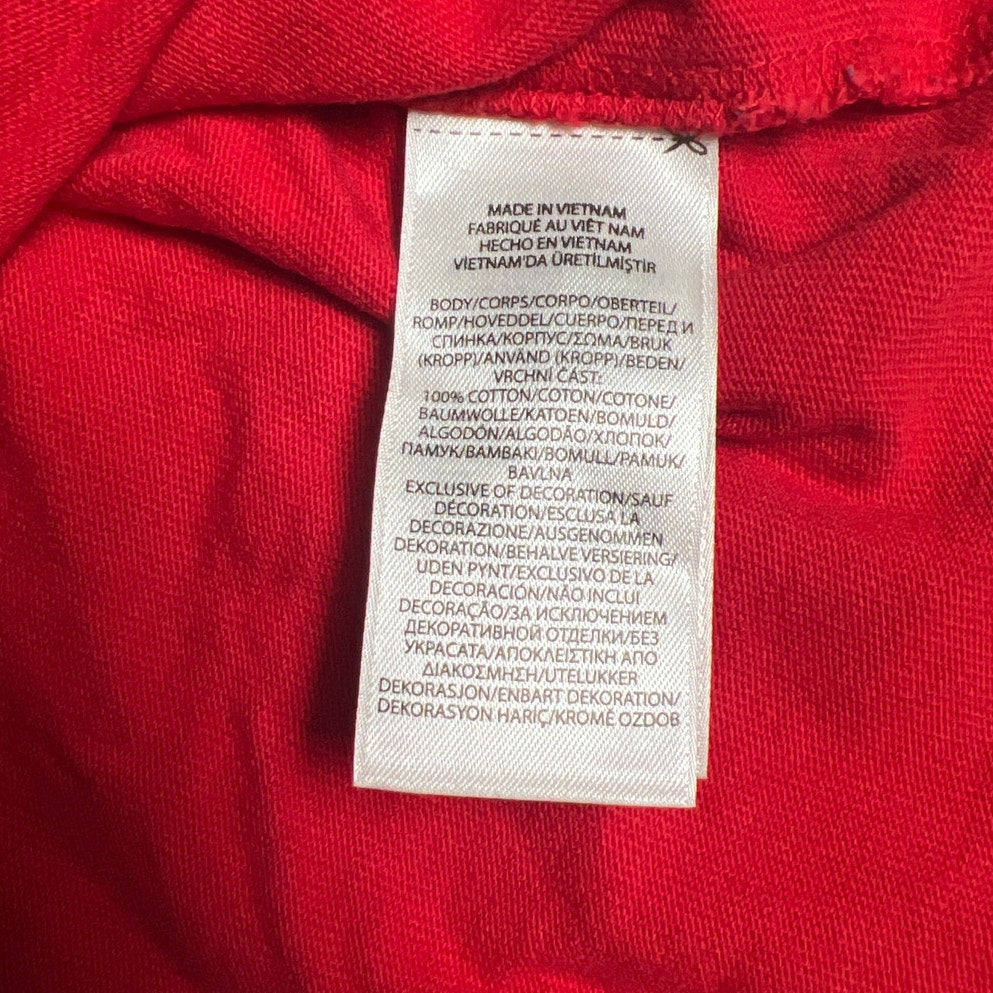 MADE IN VIETNAM
FABRIQUÉ AU VIÊT NAM
HECHO EN VIETNAM
VIETNAM'DA ÜRETİLMİŞTİR
BODY/CORPS/CORPO/OBERTEIL/
ROMP/HOVEDDEL/CUERPO/ПЕРЕД И
СПИНКА/КОРПУС/ΣΩΜΑ/BRUK
(KROPP)/ANVÄND (KROPP)/BEDEN/
VRCHNÍ ČÁST:
100% COTTON/COTON/COTONE/
BAUMWOLLE/KATOEN/BOMULD/
ALGODÓN/ALGODÃO/ХЛОПОК/
ПАМУК/ΒΑΜΒΑΚΙ/BOMULL/PAMUK/
BAVLNA
EXCLUSIVE OF DECORATION/SAUF
DÉCORATION/ESCLUSA LA
DECORAZIONE/AUSGENOMMEN
DEKORATION/BEHALVE VERSIERING/
UDEN PYNT/EXCLUSIVO DE LA
DECORACIÓN/NÃO INCLUI
DECORAÇÃO/ЗА ИСКЛЮЧЕНИЕМ
ДЕКОРАТИВНОЙ ОТДЕЛКИ/БЕЗ
УКРАСАТА/ΑΠΟΚΛΕΙΣΤΙΚΗ ΑΠΟ
ΔΙΑΚΟΣΜΗΣΗ/UTELUKKER
DEKORASJON/ENBART DEKORATION/
DEKORASYON HARİÇ/KROMĚ OZDOB